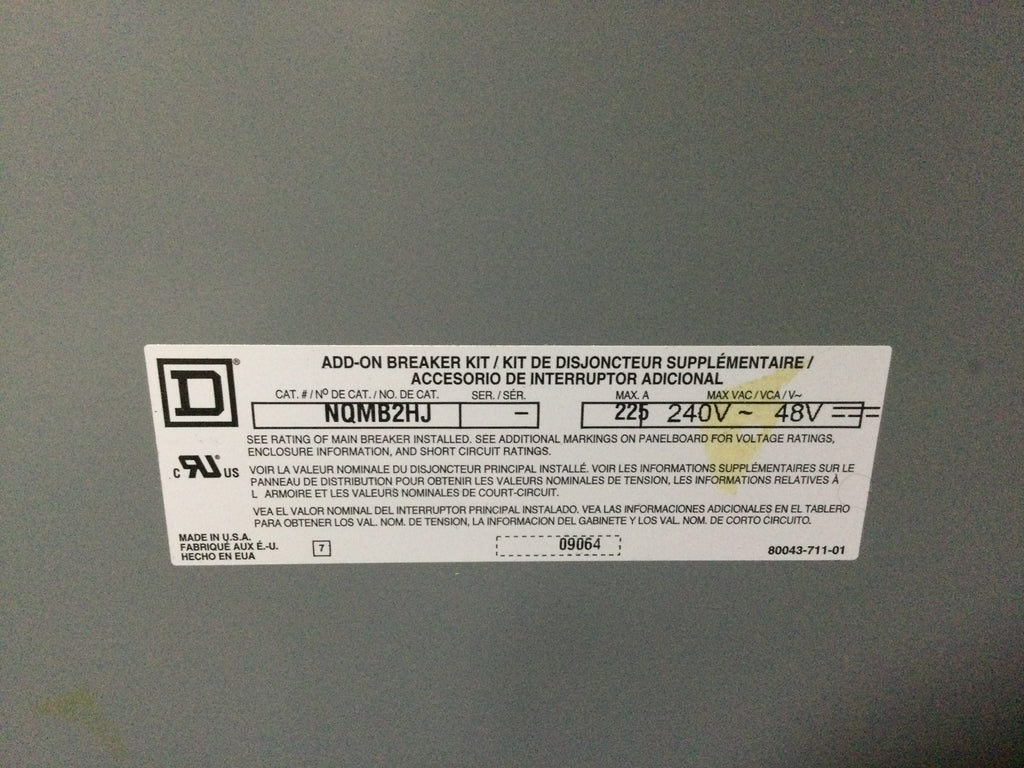 D®
ADD-ON BREAKER KIT / KIT DE DISJONCTEUR SUPPLÉMENTAIRE /
ACCESORIO DE INTERRUPTOR ADICIONAL
CAT. # / Nº DE CAT. / NO. DE CAT. SER. / SÉR. MAX. A MAX VAC / VCA / V~
NQMB2HJ – 225 240V ~ 48V ⎓
SEE RATING OF MAIN BREAKER INSTALLED. SEE ADDITIONAL MARKINGS ON PANELBOARD FOR VOLTAGE RATINGS,
ENCLOSURE INFORMATION, AND SHORT CIRCUIT RATINGS.
C RU® US
VOIR LA VALEUR NOMINALE DU DISJONCTEUR PRINCIPAL INSTALLÉ. VOIR LES INFORMATIONS SUPPLÉMENTAIRES SUR LE
PANNEAU DE DISTRIBUTION POUR OBTENIR LES VALEURS NOMINALES DE TENSION, LES INFORMATIONS RELATIVES À
L ARMOIRE ET LES VALEURS NOMINALES DE COURT-CIRCUIT.
VEA EL VALOR NOMINAL DEL INTERRUPTOR PRINCIPAL INSTALADO. VEA LAS INFORMACIONES ADICIONALES EN EL TABLERO
PARA OBTENER LOS VAL. NOM. DE TENSION, LA INFORMACION DEL GABINETE Y LOS VAL. NOM. DE CORTO CIRCUITO.
MADE IN U.S.A.
FABRIQUÉ AUX É.-U.
HECHO EN EUA
7
09064
80043-711-01